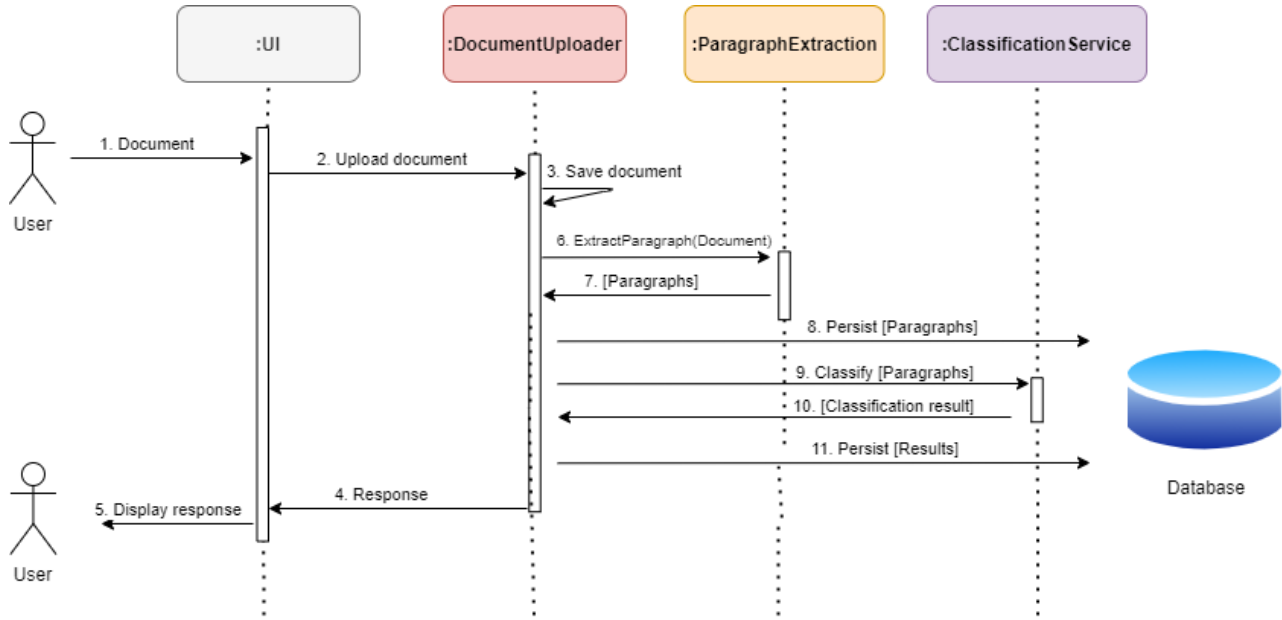 :UI
:DocumentUploader
:ParagraphExtraction
:ClassificationService
1. Document
2. Upload document
3. Save document
User
6. ExtractParagraph(Document)
7. [Paragraphs]
8. Persist [Paragraphs]
9. Classify [Paragraphs]
10. [Classification result]
11. Persist [Results]
Database
4. Response
5. Display response
User